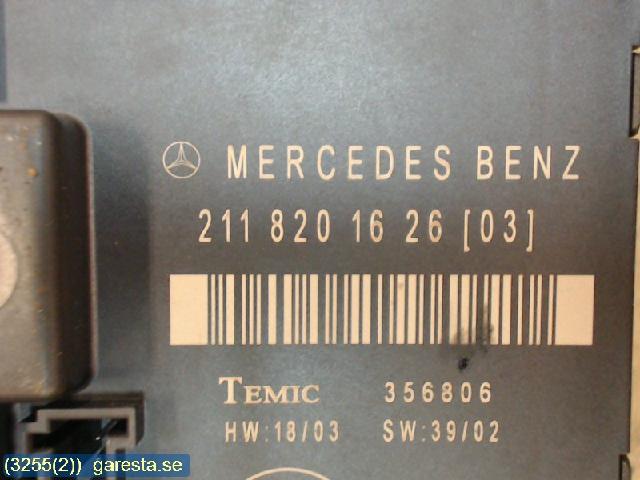 MERCEDES BENZ
211 820 16 26 [03]
TEMIC 356806
HW:18/03 SW:39/02
(3255(2)) garesta.se